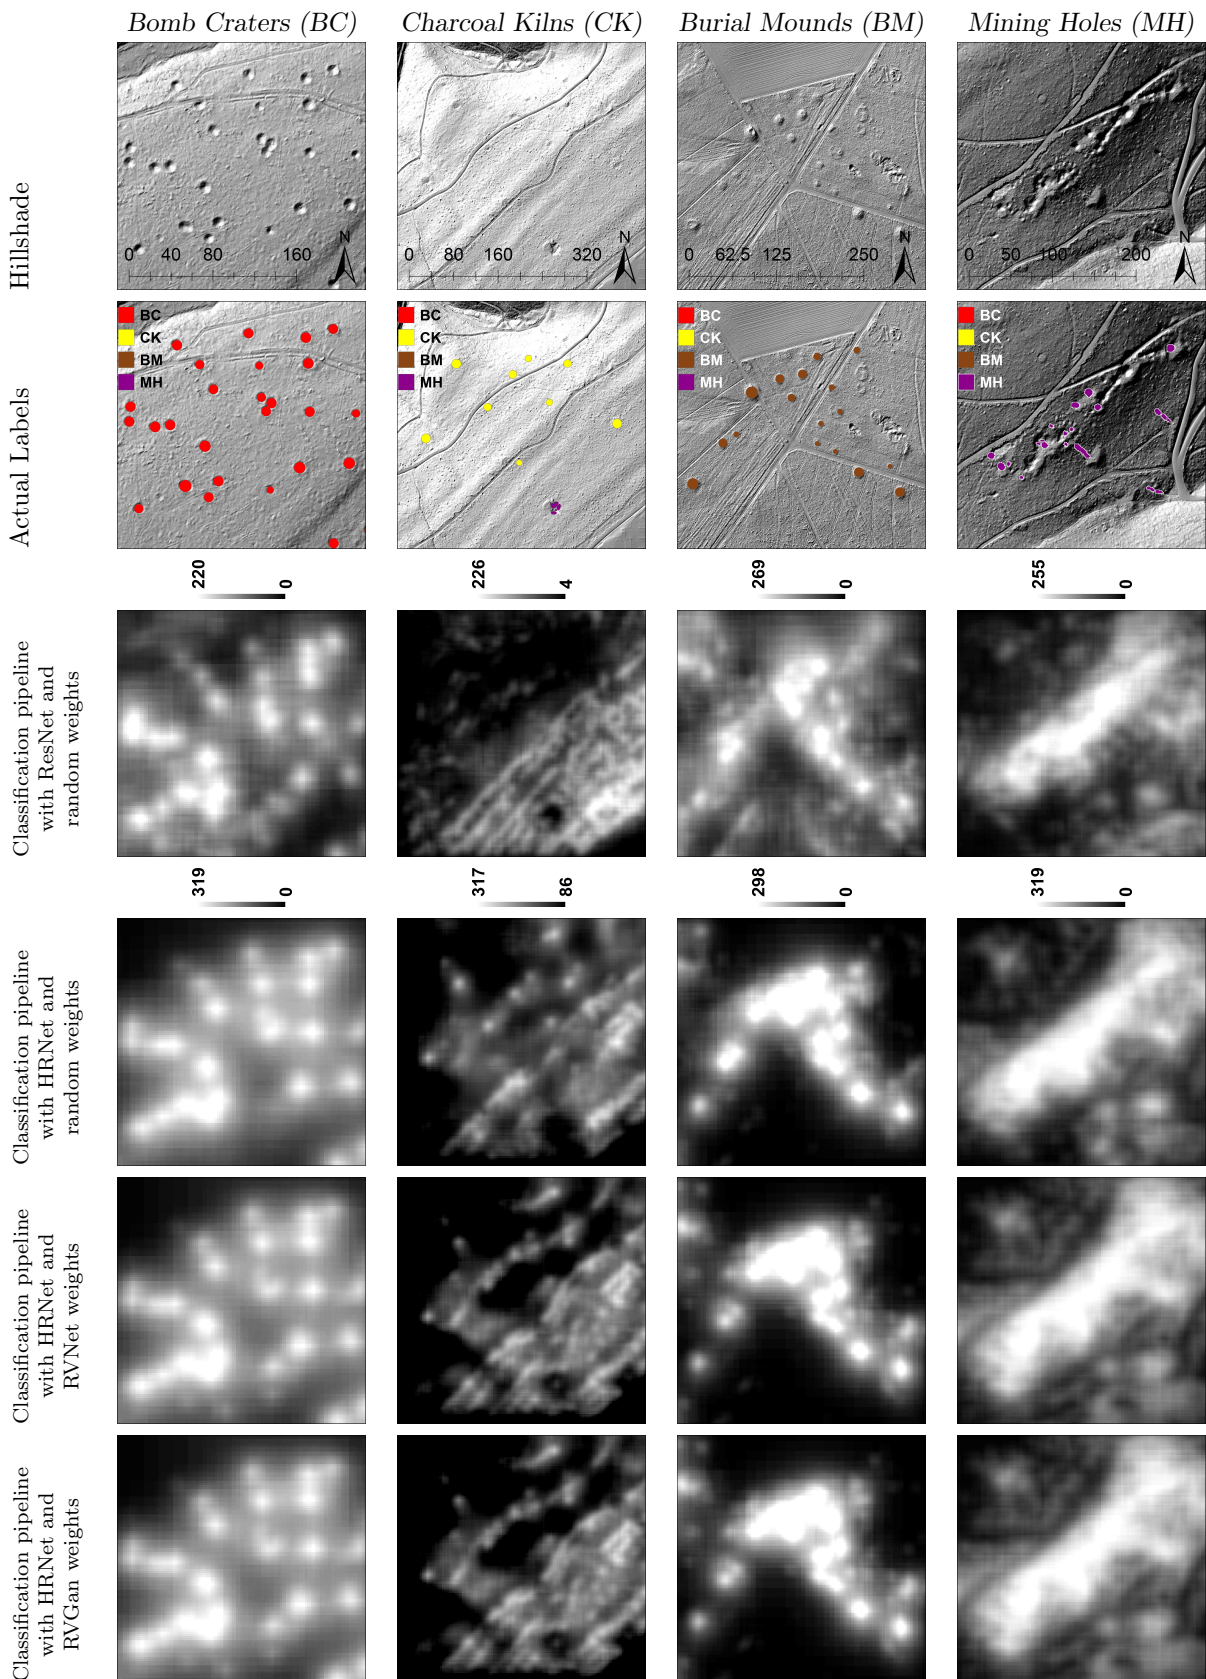 Bomb Craters (BC)
Charcoal Kilns (CK)
Burial Mounds (BM)
Mining Holes (MH)
Hillshade
N
0 40 80 160
N
0 80 160 320
N
0 62.5 125 250
N
0 50 100 200
Actual Labels
BC
CK
BM
MH
BC
CK
BM
MH
BC
CK
BM
MH
BC
CK
BM
MH
220 0
226 4
269 0
255 0
Classification pipeline
with ResNet and
random weights
319 0
317 86
298 0
319 0
Classification pipeline
with HRNet and
random weights
Classification pipeline
with HRNet and
RVNet weights
Classification pipeline
with HRNet and
RVGan weights